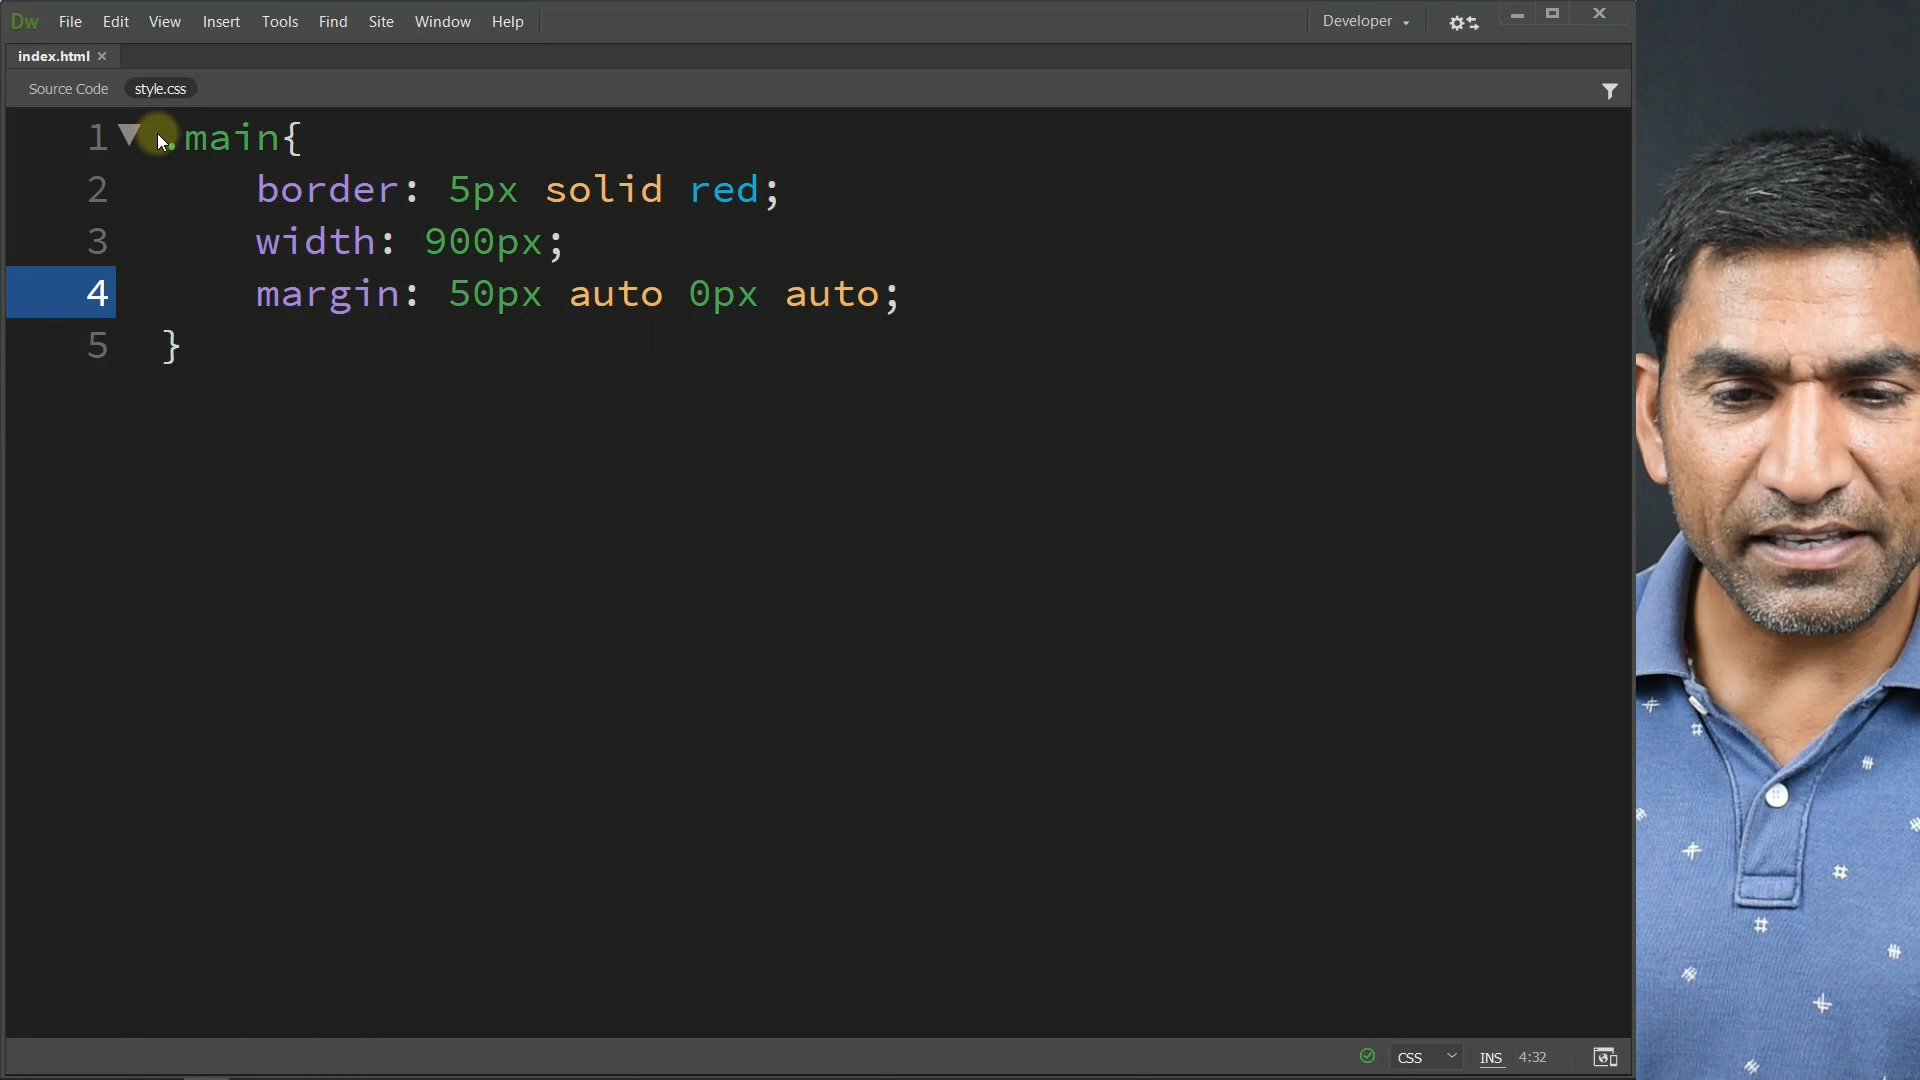 Dw File Edit View Insert Tools Find Site Window Help Developer
index.html
Source Code style.css
1 .main{
2 border: 5px solid red;
3 width: 900px;
4 margin: 50px auto 0px auto;
5 }
CSS INS 4:32